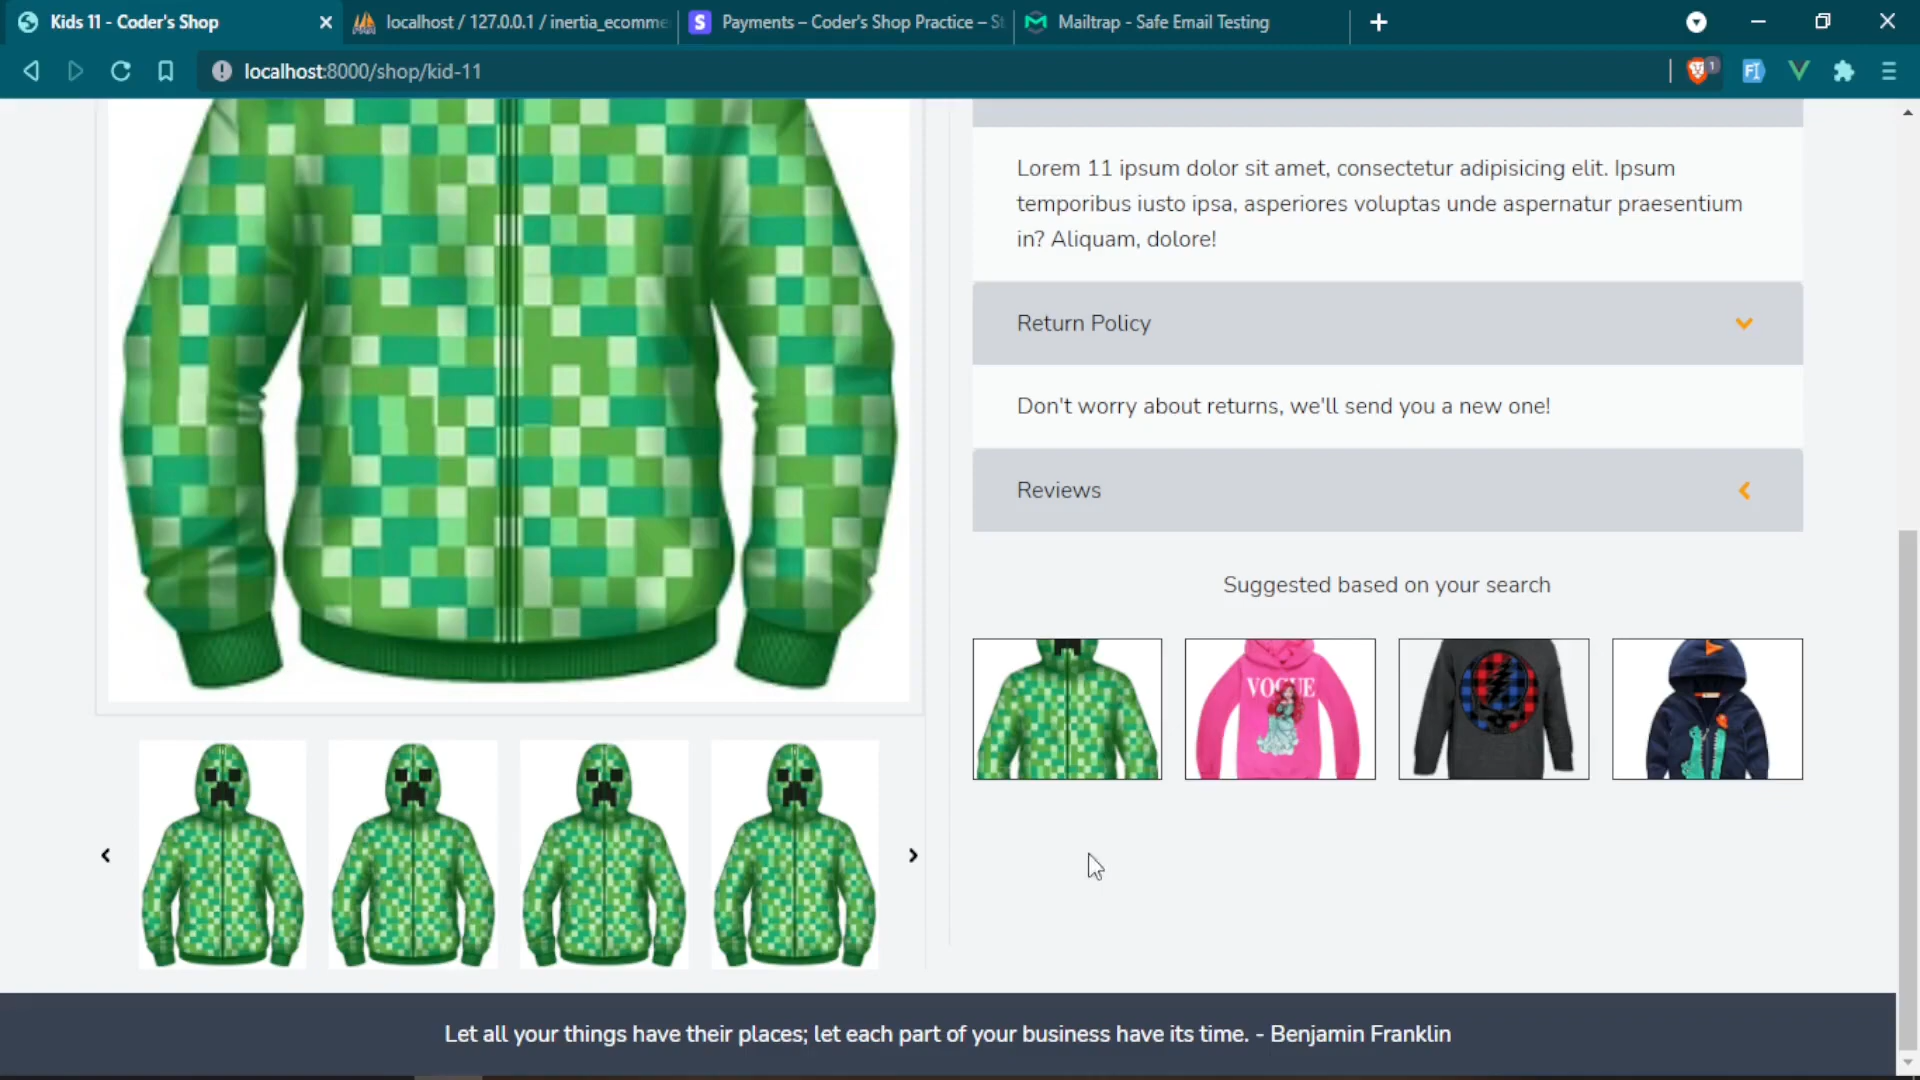 Kids 11 - Coder's Shop
localhost / 127.0.0.1 / inertia_ecomme
Payments – Coder's Shop Practice – St
Mailtrap - Safe Email Testing
localhost:8000/shop/kid-11
1
Lorem 11 ipsum dolor sit amet, consectetur adipisicing elit. Ipsum
temporibus iusto ipsa, asperiores voluptas unde aspernatur praesentium
in? Aliquam, dolore!
Return Policy
Don't worry about returns, we'll send you a new one!
Reviews
Suggested based on your search
VOGUE
Let all your things have their places; let each part of your business have its time. - Benjamin Franklin